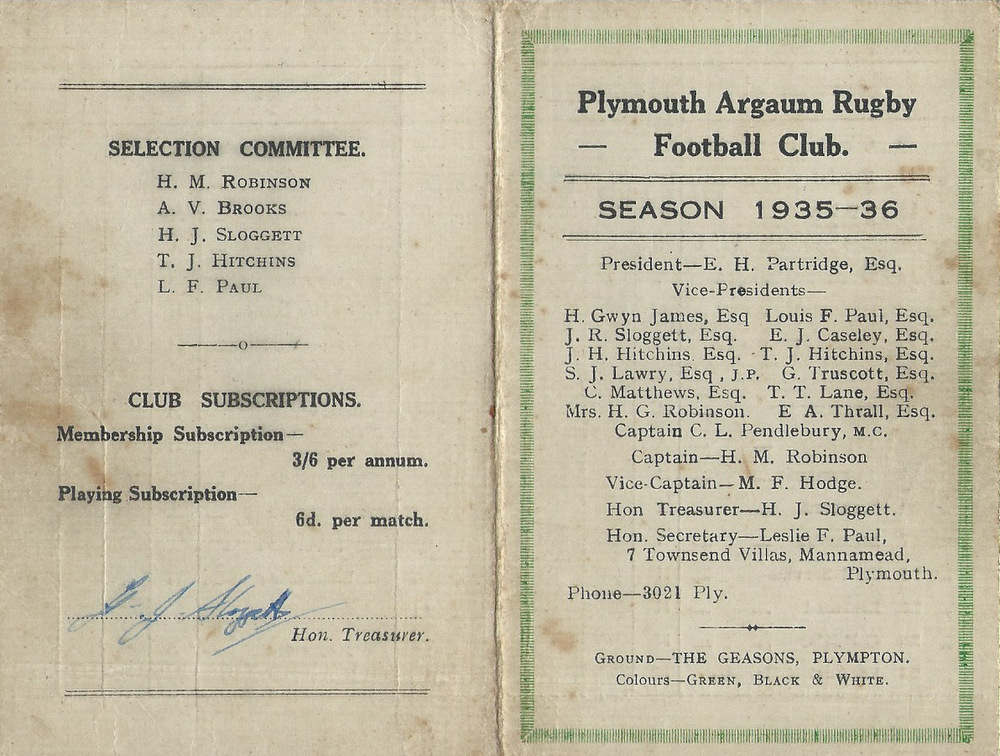 SELECTION COMMITTEE.
H. M. ROBINSON
A. V. BROOKS
H. J. SLOGGETT
T. J. HITCHINS
L. F. PAUL
CLUB SUBSCRIPTIONS.
Membership Subscription—
3/6 per annum.
Playing Subscription—
6d. per match.
H. J. Sloggett
Hon. Treasurer.
Plymouth Argaum Rugby
— Football Club. —
SEASON 1935—36
President—E. H. Partridge, Esq.
Vice-Presidents—
H. Gwyn James, Esq Louis F. Paul, Esq.
J. R. Sloggett, Esq. E. J. Caseley, Esq.
J. H. Hitchins. Esq. T. J. Hitchins, Esq.
S. J. Lawry, Esq , J.P. G. Truscott, Esq.
C. Matthews, Esq. T. T. Lane, Esq.
Mrs. H. G. Robinson. E A. Thrall, Esq.
Captain C. L. Pendlebury, M.C.
Captain—H. M. Robinson
Vice-Captain—M. F. Hodge.
Hon Treasurer—H. J. Sloggett.
Hon. Secretary—Leslie F. Paul,
7 Townsend Villas, Mannamead,
Plymouth.
Phone—3021 Ply.
GROUND—THE GEASONS, PLYMPTON.
Colours—GREEN, BLACK & WHITE.